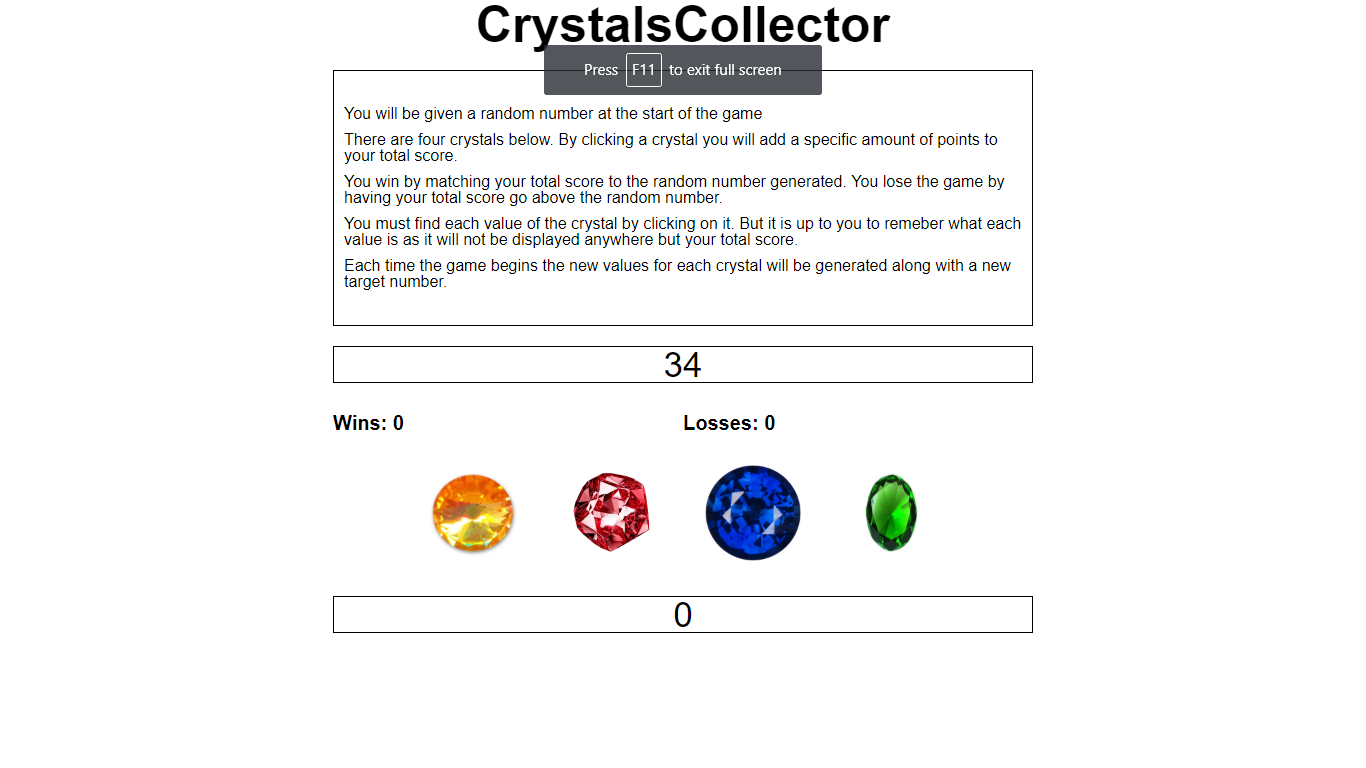 CrystalsCollector
Press F11 to exit full screen
You will be given a random number at the start of the game
There are four crystals below. By clicking a crystal you will add a specific amount of points to
your total score.
You win by matching your total score to the random number generated. You lose the game by
having your total score go above the random number.
You must find each value of the crystal by clicking on it. But it is up to you to remeber what each
value is as it will not be displayed anywhere but your total score.
Each time the game begins the new values for each crystal will be generated along with a new
target number.
34
Wins: 0 Losses: 0
0